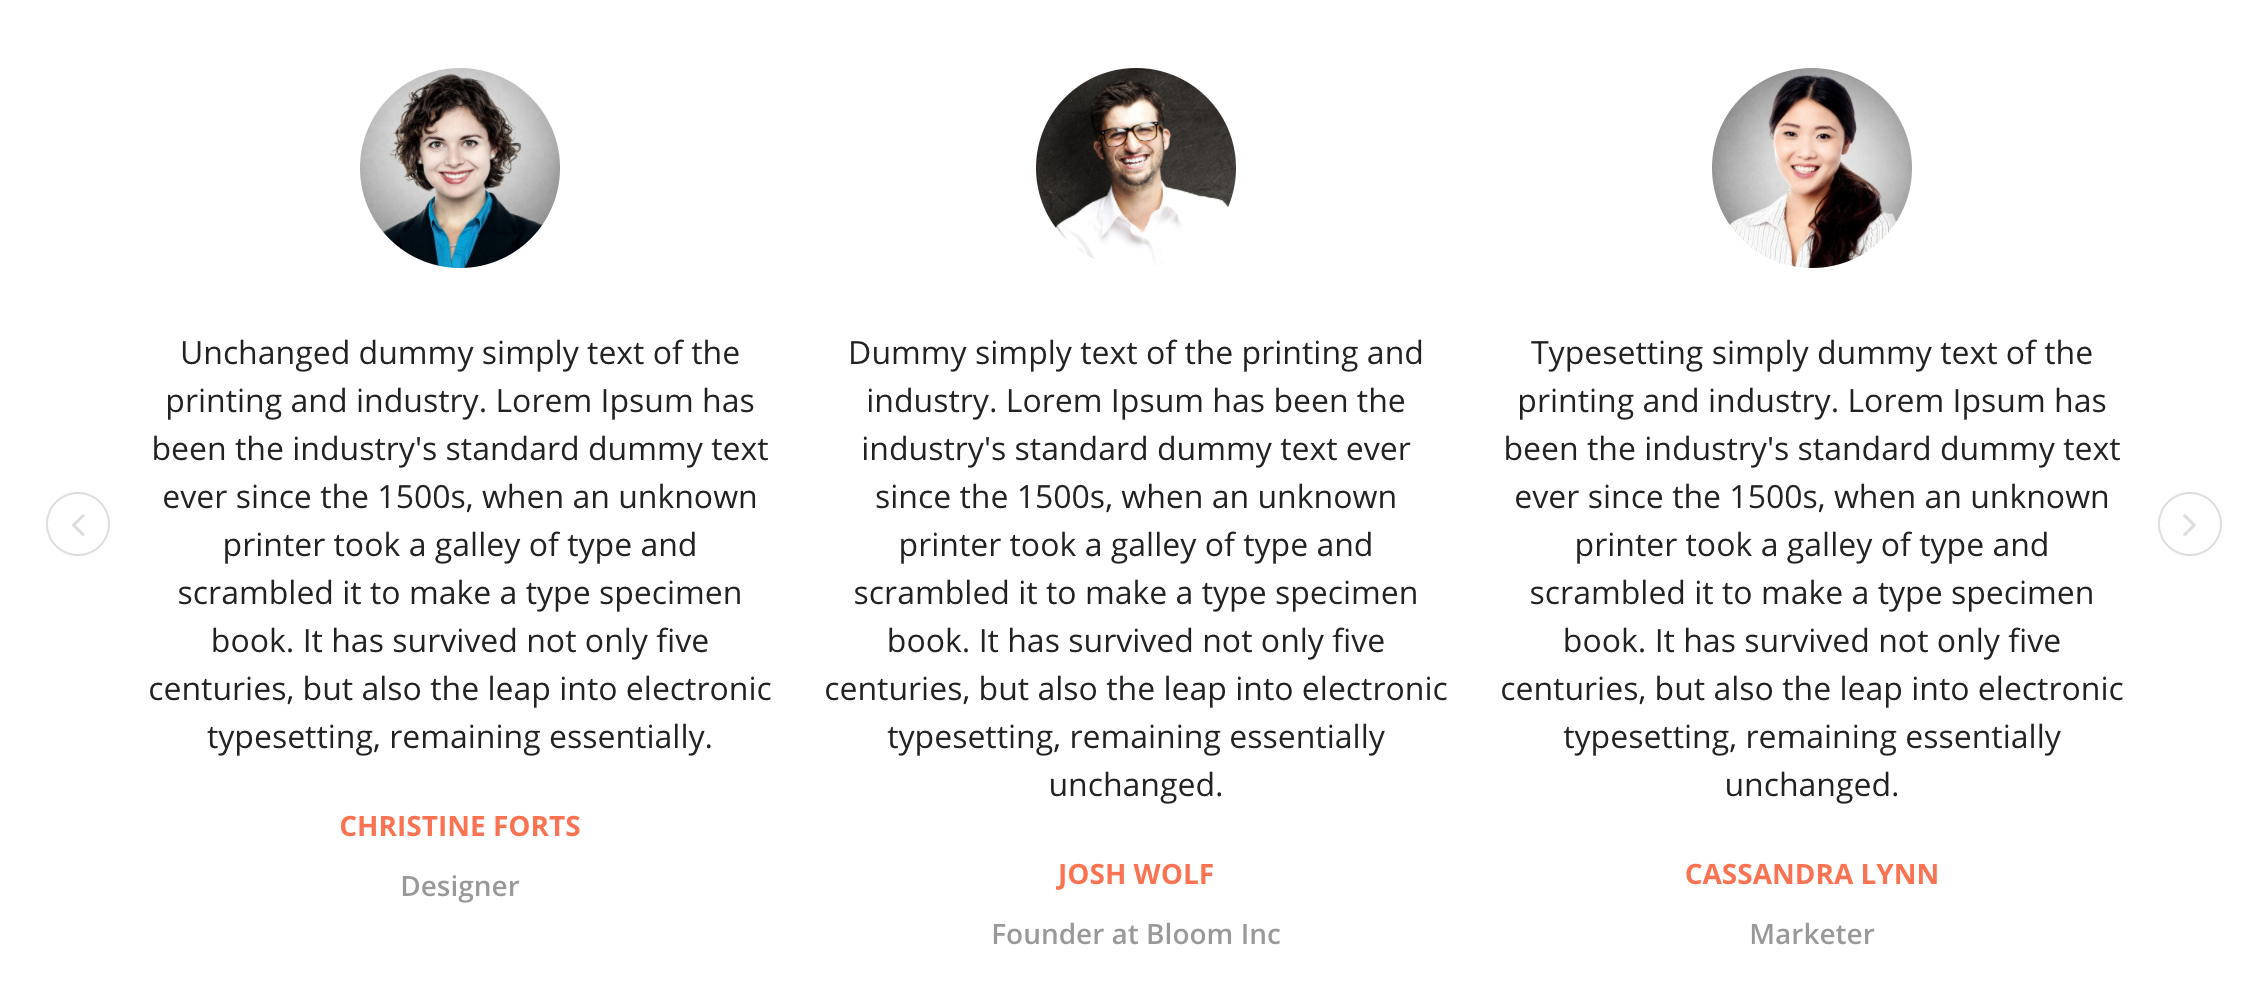 Unchanged dummy simply text of the
printing and industry. Lorem Ipsum has
been the industry's standard dummy text
ever since the 1500s, when an unknown
printer took a galley of type and
scrambled it to make a type specimen
book. It has survived not only five
centuries, but also the leap into electronic
typesetting, remaining essentially.
CHRISTINE FORTS
Designer
Dummy simply text of the printing and
industry. Lorem Ipsum has been the
industry's standard dummy text ever
since the 1500s, when an unknown
printer took a galley of type and
scrambled it to make a type specimen
book. It has survived not only five
centuries, but also the leap into electronic
typesetting, remaining essentially
unchanged.
JOSH WOLF
Founder at Bloom Inc
Typesetting simply dummy text of the
printing and industry. Lorem Ipsum has
been the industry's standard dummy text
ever since the 1500s, when an unknown
printer took a galley of type and
scrambled it to make a type specimen
book. It has survived not only five
centuries, but also the leap into electronic
typesetting, remaining essentially
unchanged.
CASSANDRA LYNN
Marketer